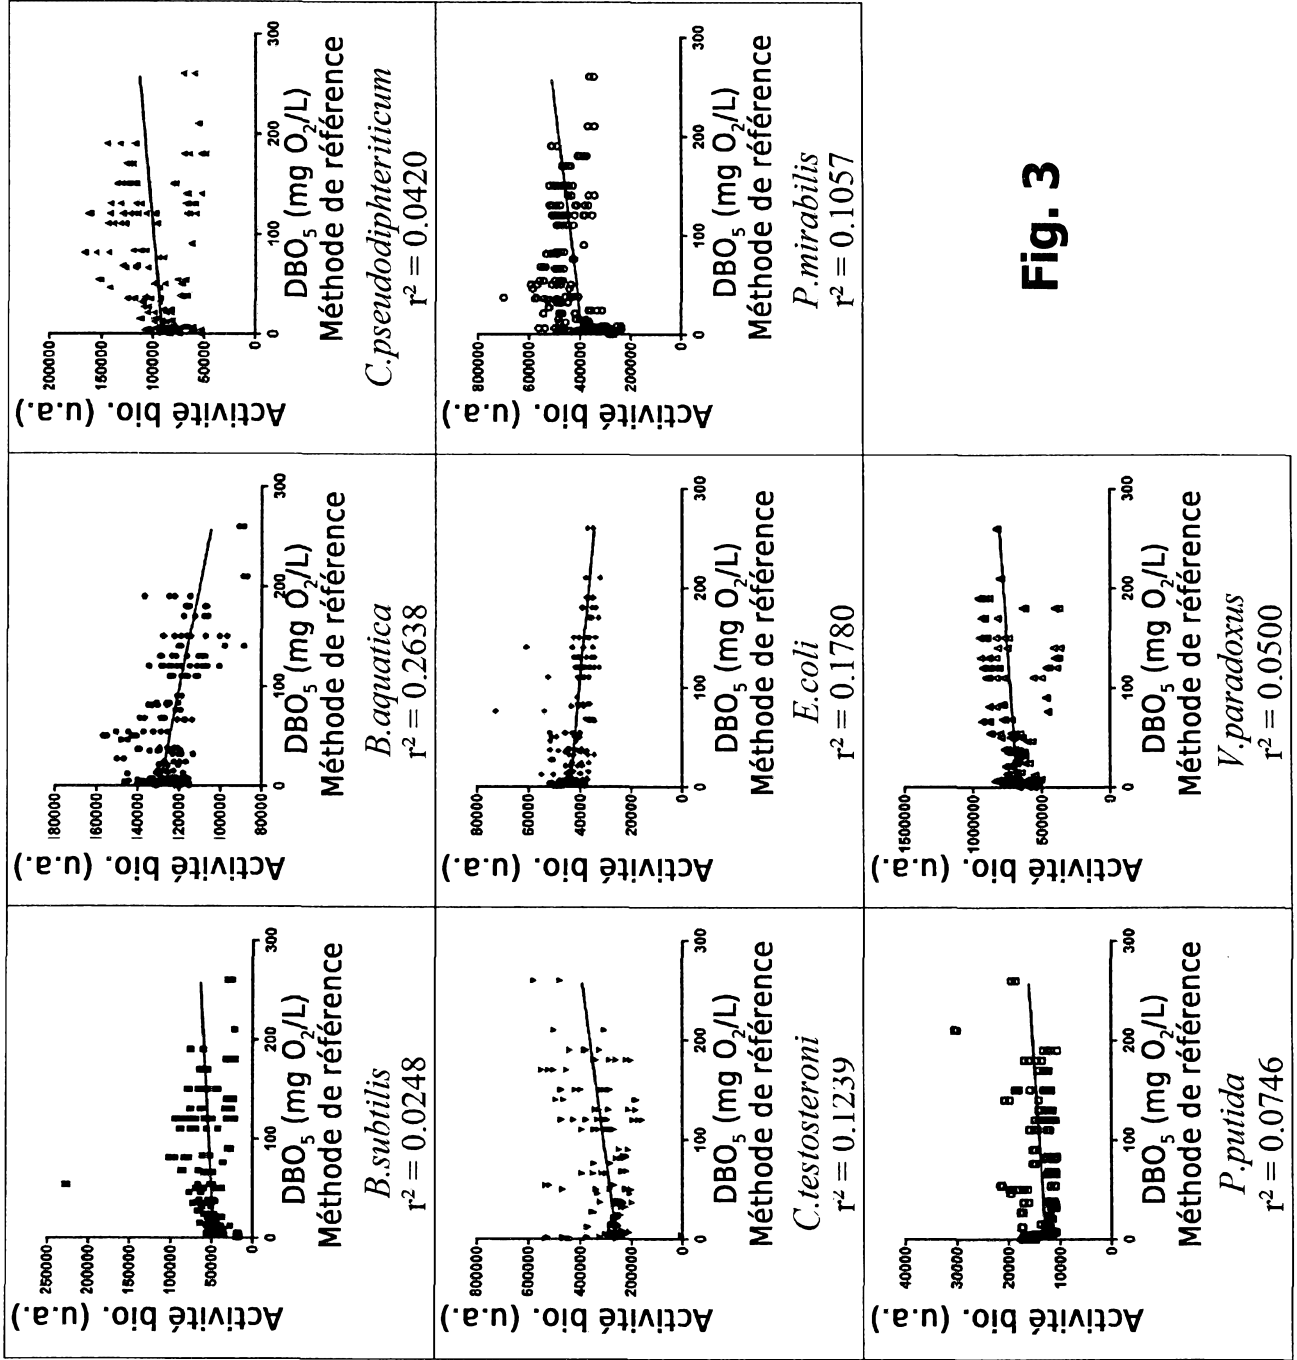 Activité bio. (u.a.)
250000
200000
150000
100000
50000
0
0
100
200
300
DBO5 (mg O2/L)
Méthode de référence
B.subtilis
r2 = 0.0248
Activité bio. (u.a.)
180000
160000
140000
120000
100000
80000
0
100
200
300
DBO5 (mg O2/L)
Méthode de référence
B.aquatica
r2 = 0.2638
Activité bio. (u.a.)
200000
150000
100000
50000
0
0
100
200
300
DBO5 (mg O2/L)
Méthode de référence
C.pseudodiphteriticum
r2 = 0.0420
Activité bio. (u.a.)
800000
600000
400000
200000
0
0
100
200
300
DBO5 (mg O2/L)
Méthode de référence
C.testosteroni
r2 = 0.1239
Activité bio. (u.a.)
80000
60000
40000
20000
0
0
100
200
300
DBO5 (mg O2/L)
Méthode de référence
E.coli
r2 = 0.1780
Activité bio. (u.a.)
800000
600000
400000
200000
0
0
100
200
300
DBO5 (mg O2/L)
Méthode de référence
P.mirabilis
r2 = 0.1057
Activité bio. (u.a.)
40000
30000
20000
10000
0
0
100
200
300
DBO5 (mg O2/L)
Méthode de référence
P.putida
r2 = 0.0746
Activité bio. (u.a.)
1500000
1000000
500000
0
0
100
200
300
DBO5 (mg O2/L)
Méthode de référence
V.paradoxus
r2 = 0.0500
Fig. 3